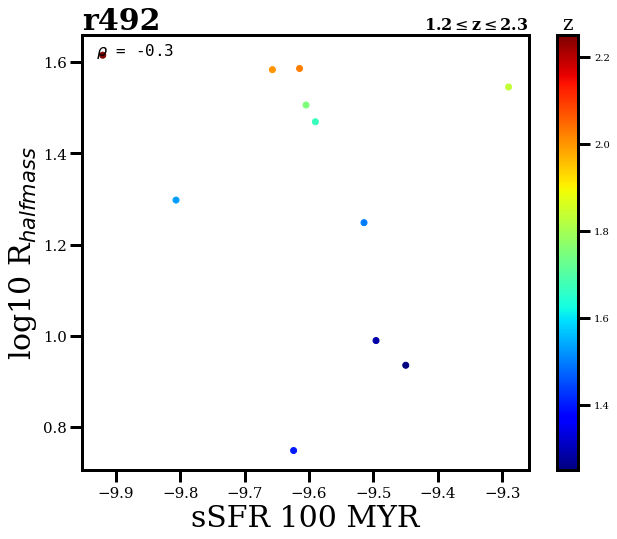 r492
1.2 ≤ z ≤ 2.3
z
ρ = -0.3
1.6
1.4
1.2
1.0
0.8
log10 R_halfmass
−9.9 −9.8 −9.7 −9.6 −9.5 −9.4 −9.3
sSFR 100 MYR
2.2
2.0
1.8
1.6
1.4